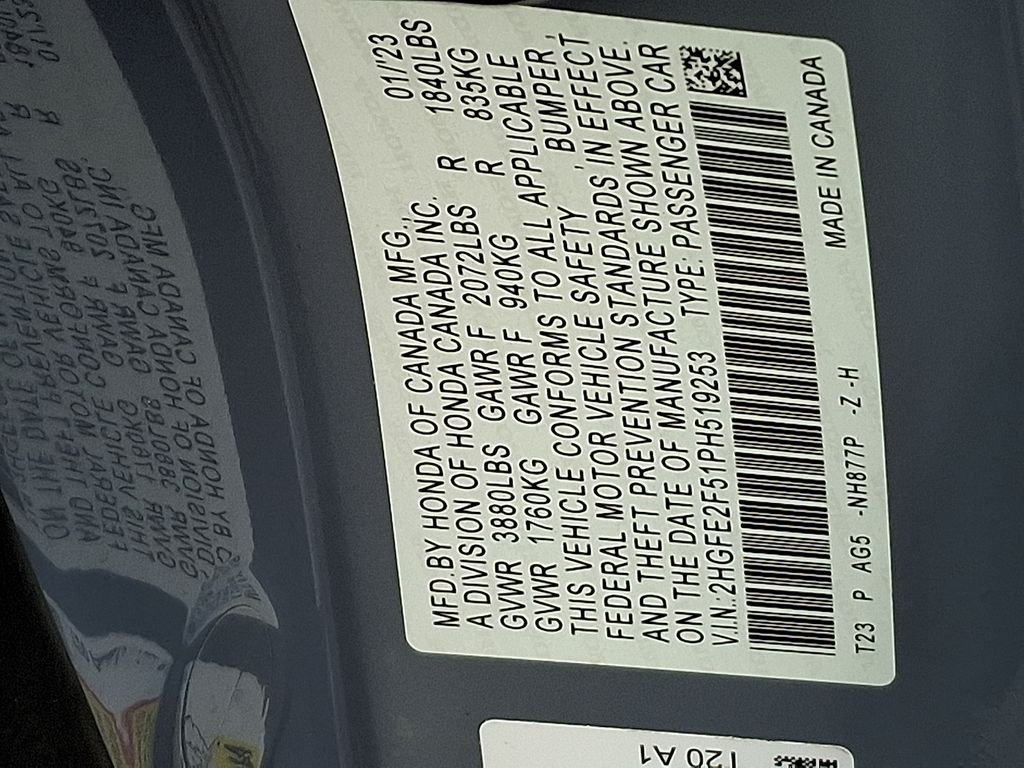 MFD.BY HONDA OF CANADA MFG., 01/'23
A DIVISION OF HONDA CANADA INC. 1840LBS
GVWR 3880LBS GAWR F 2072LBS R 835KG
GVWR 1760KG GAWR F 940KG R
THIS VEHICLE CONFORMS TO ALL APPLICABLE
FEDERAL MOTOR VEHICLE SAFETY , BUMPER ,
AND THEFT PREVENTION STANDARDS IN EFFECT
ON THE DATE OF MANUFACTURE SHOWN ABOVE.
V.I.N.:2HGFE2F51PH519253 TYPE: PASSENGER CAR
T23 P AG5 -NH877P -Z -H MADE IN CANADA
T20 A1